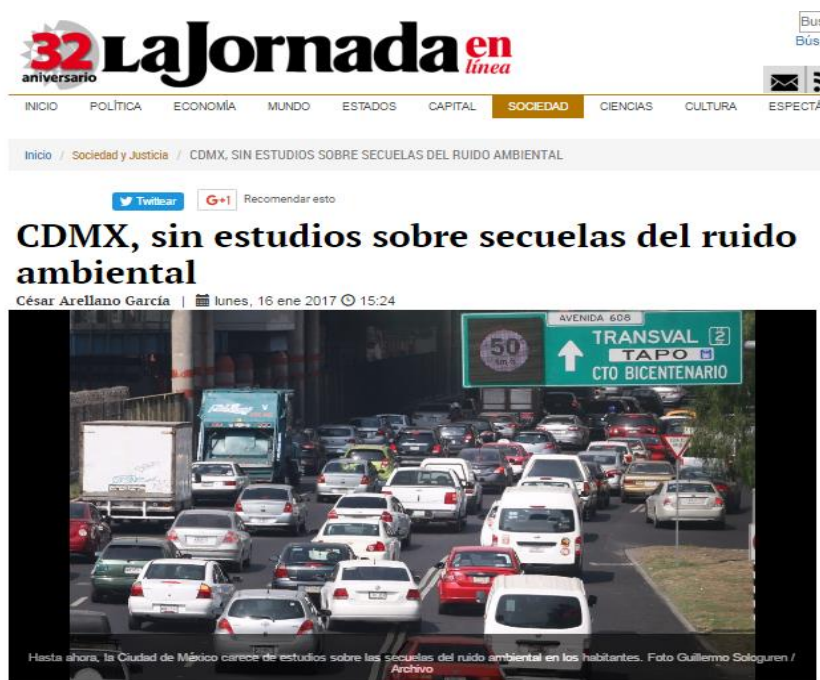 32
aniversario
La Jornada en
línea
Bus
Bús
INICIO POLÍTICA ECONOMÍA MUNDO ESTADOS CAPITAL SOCIEDAD CIENCIAS CULTURA ESPECTÁ
Inicio / Sociedad y Justicia / CDMX, SIN ESTUDIOS SOBRE SECUELAS DEL RUIDO AMBIENTAL
Twittear G+1 Recomendar esto
CDMX, sin estudios sobre secuelas del ruido
ambiental
César Arellano García | lunes, 16 ene 2017 15:24
AVENIDA 608
50
km/h
TRANSVAL 2
TAPO
CTO BICENTENARIO
Hasta ahora, la Ciudad de México carece de estudios sobre las secuelas del ruido ambiental en los habitantes. Foto Guillermo Sologuren /
Archivo